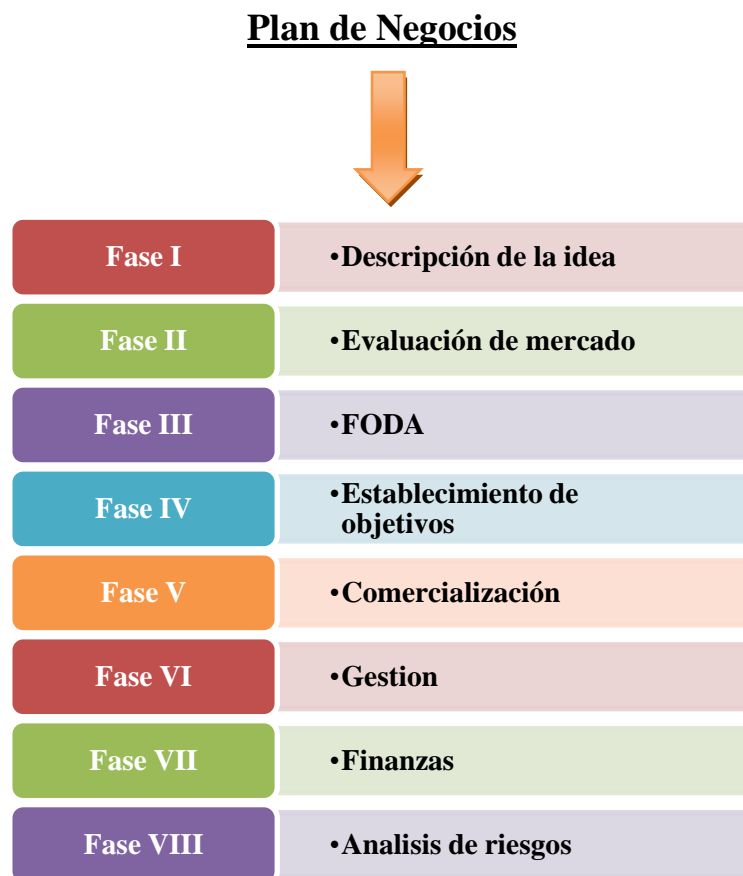 Plan de Negocios
Fase I
•Descripción de la idea
Fase II
•Evaluación de mercado
Fase III
•FODA
Fase IV
•Establecimiento de
objetivos
Fase V
•Comercialización
Fase VI
•Gestion
Fase VII
•Finanzas
Fase VIII
•Analisis de riesgos